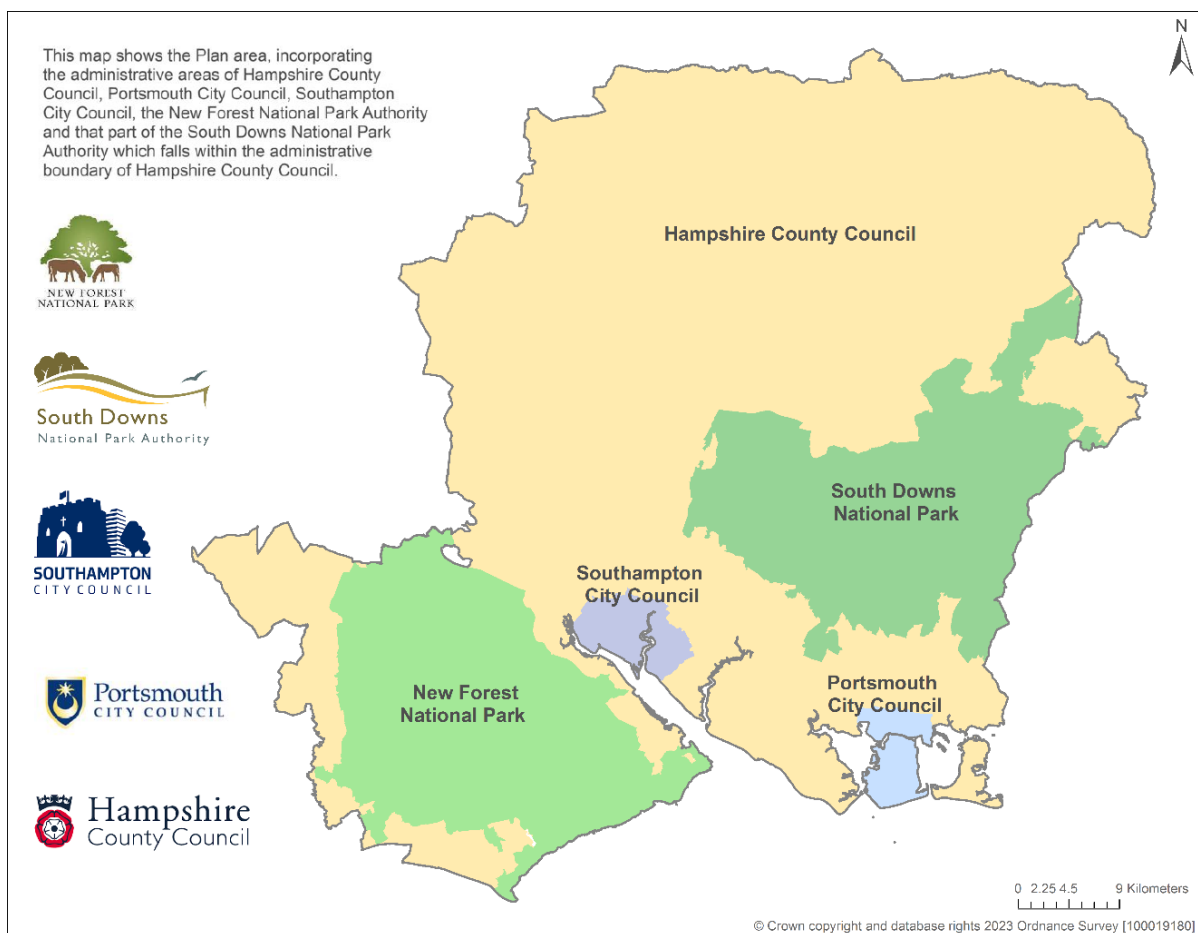 This map shows the Plan area, incorporating
the administrative areas of Hampshire County
Council, Portsmouth City Council, Southampton
City Council, the New Forest National Park Authority
and that part of the South Downs National Park
Authority which falls within the administrative
boundary of Hampshire County Council.
N
NEW FOREST
NATIONAL PARK
South Downs
National Park Authority
SOUTHAMPTON
CITY COUNCIL
Portsmouth
CITY COUNCIL
Hampshire
County Council
Hampshire County Council
South Downs
National Park
Southampton
City Council
New Forest
National Park
Portsmouth
City Council
0 2.25 4.5 9 Kilometers
© Crown copyright and database rights 2023 Ordnance Survey [100019180]